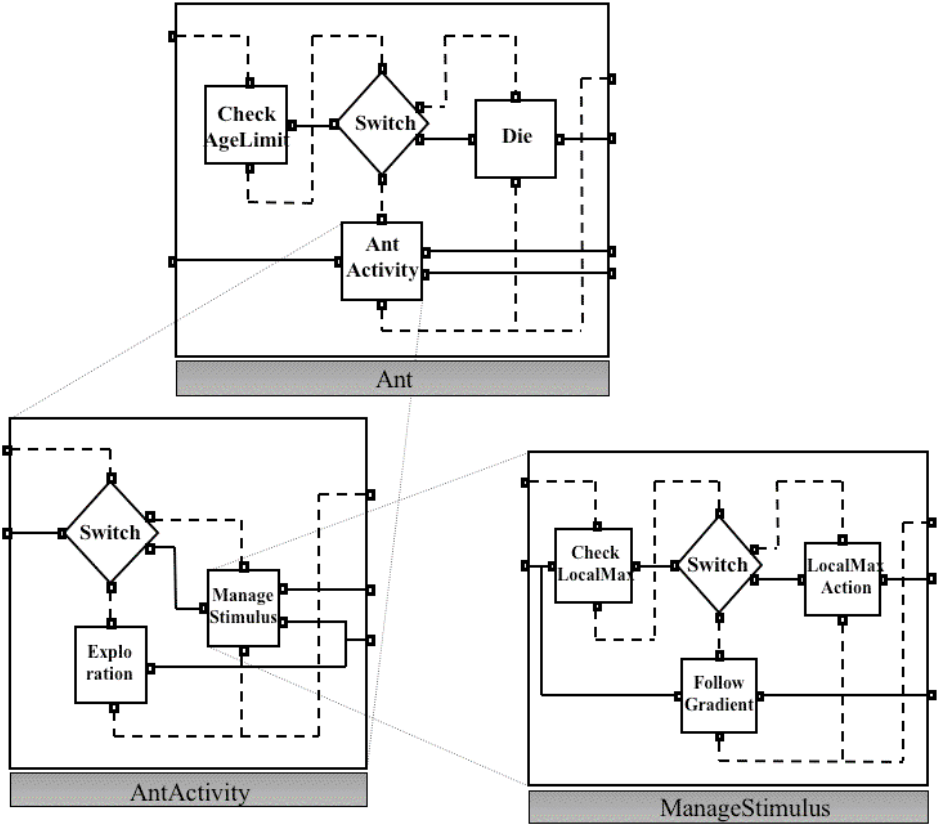 Check
AgeLimit
Switch
Die
Ant
Activity
Ant
Switch
Manage
Stimulus
Explo
ration
AntActivity
Check
LocalMax
Switch
LocalMax
Action
Follow
Gradient
ManageStimulus